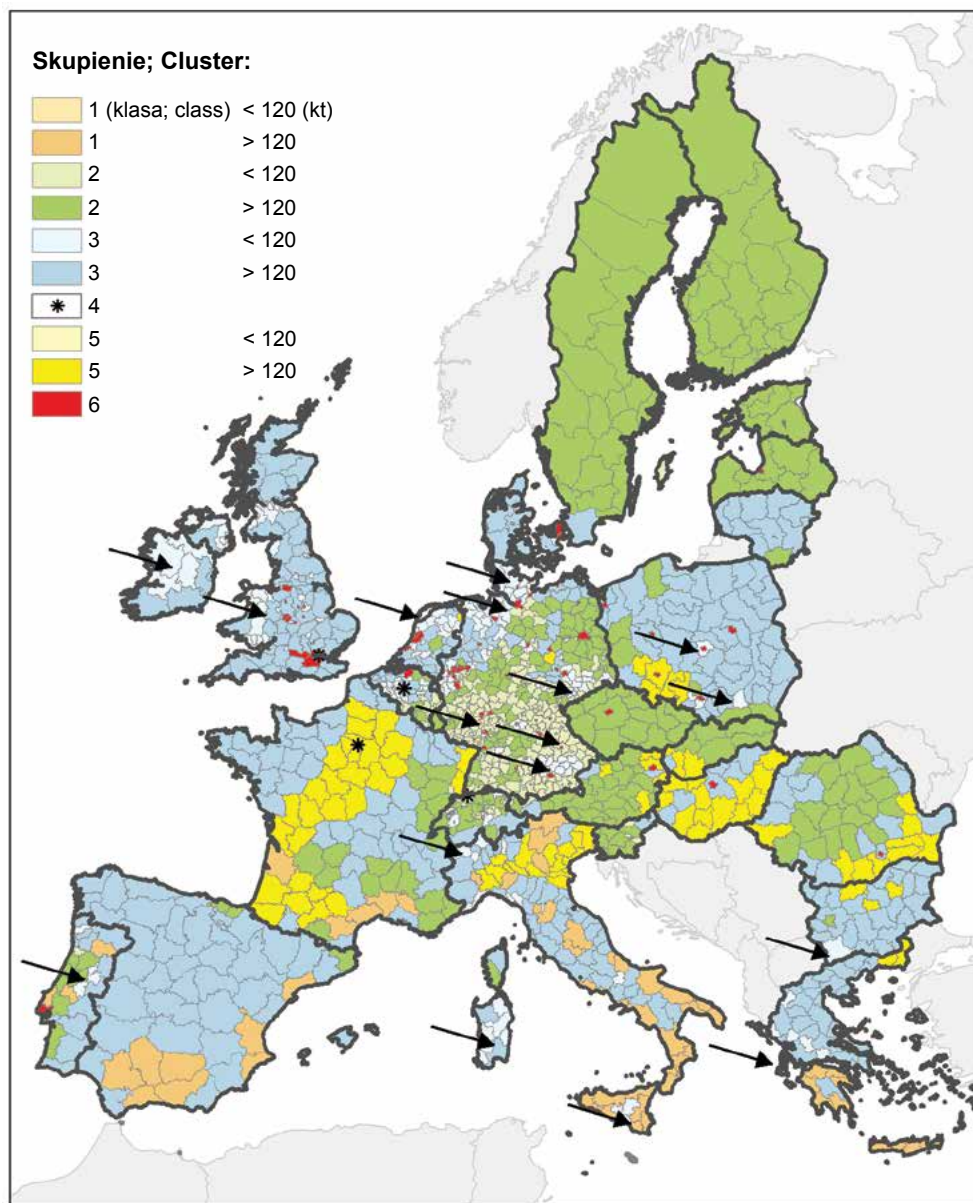 Skupienie; Cluster:
1 (klasa; class) < 120 (kt)
1 > 120
2 < 120
2 > 120
3 < 120
3 > 120
4
5 < 120
5 > 120
6